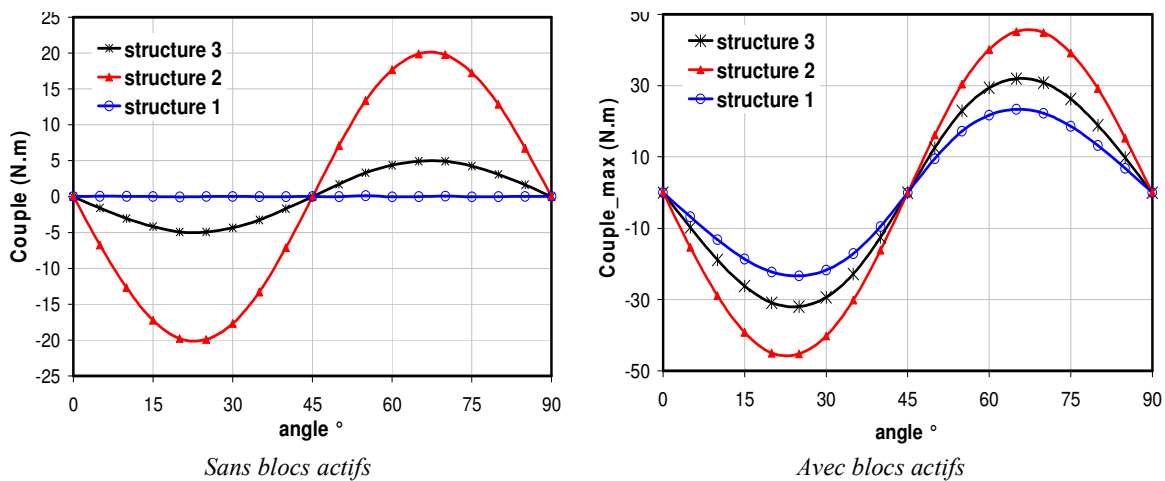 25
20
15
10
5
0
-5
-10
-15
-20
-25
Couple (N.m)
structure 3
structure 2
structure 1
0 15 30 45 60 75 90
angle °
Sans blocs actifs
50
30
10
-10
-30
-50
Couple_max (N.m)
structure 3
structure 2
structure 1
0 15 30 45 60 75 90
angle °
Avec blocs actifs